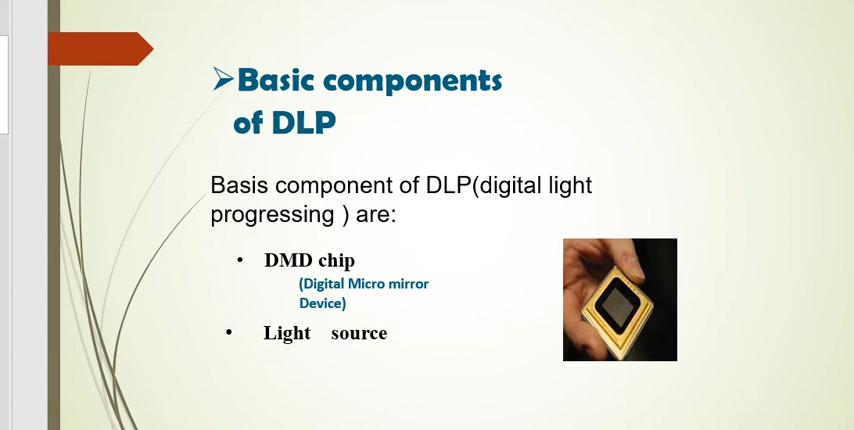 ➢Basic components
of DLP
Basis component of DLP(digital light
progressing ) are:
• DMD chip
(Digital Micro mirror
Device)
• Light source